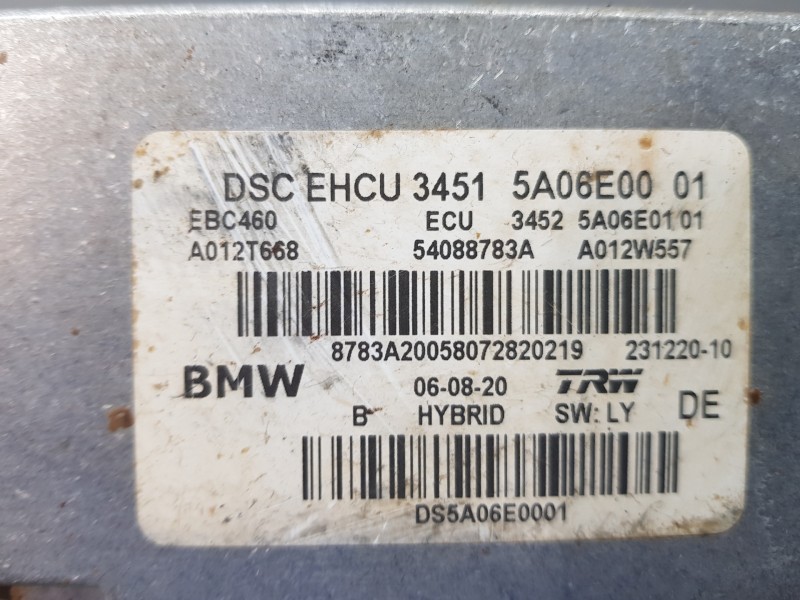 DSC EHCU 3451 5A06E00 01
EBC460 ECU 3452 5A06E01 01
A012T668 54088783A A012W557
8783A20058072820219 231220-10
BMW 06-08-20 TRW
B HYBRID SW: LY DE
DS5A06E0001